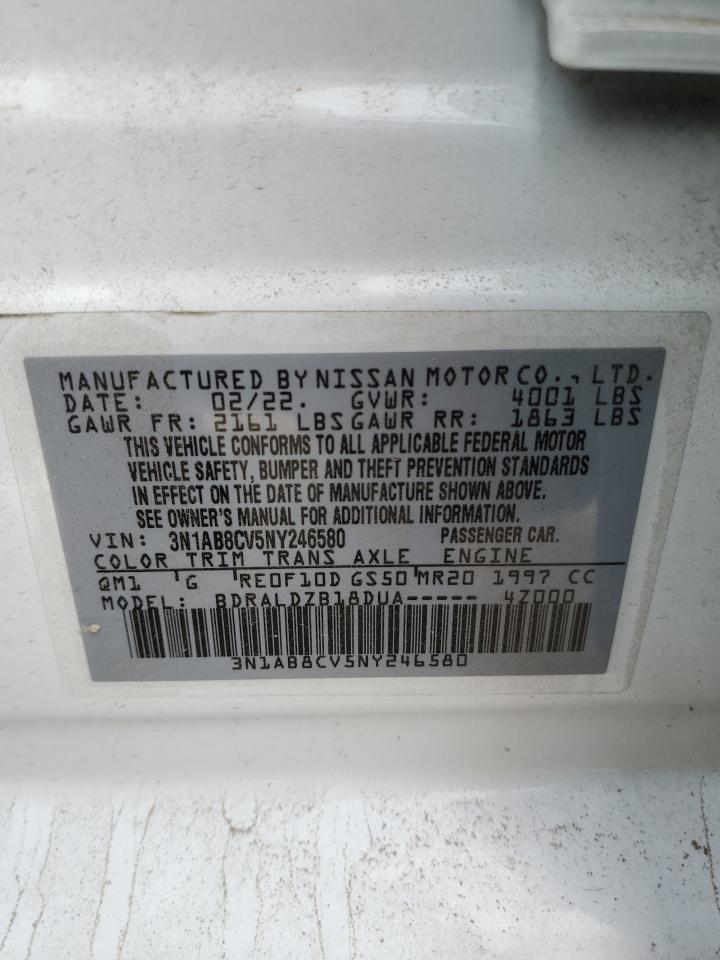 MANUFACTURED BY NISSAN MOTOR CO., LTD.
DATE: 02/22. GVWR: 4001 LBS
GAWR FR: 2161 LBS GAWR RR: 1863 LBS
THIS VEHICLE CONFORMS TO ALL APPLICABLE FEDERAL MOTOR
VEHICLE SAFETY, BUMPER AND THEFT PREVENTION STANDARDS
IN EFFECT ON THE DATE OF MANUFACTURE SHOWN ABOVE.
SEE OWNER'S MANUAL FOR ADDITIONAL INFORMATION.
VIN: 3N1AB8CV5NY246580 PASSENGER CAR.
COLOR TRIM TRANS AXLE ENGINE
QM1 'G RE0F10D GS50 MR20 1997 CC
MODEL: BDRALDZB18DUA----- 4Z000
3N1AB8CV5NY246580